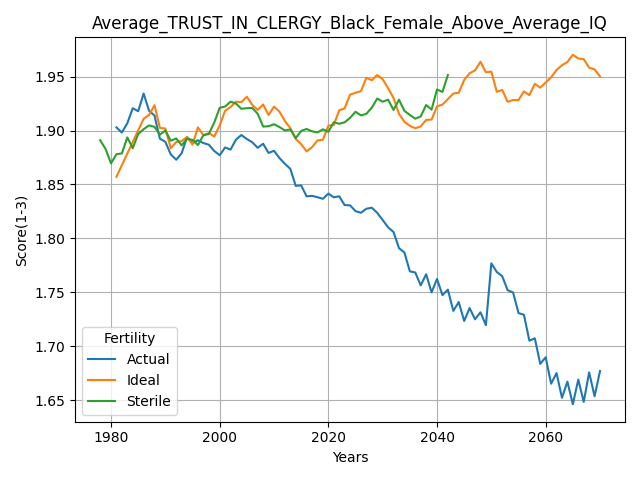 Average_TRUST_IN_CLERGY_Black_Female_Above_Average_IQ
Score(1-3)
1.95
1.90
1.85
1.80
1.75
1.70
1.65
Fertility
Actual
Ideal
Sterile
1980 2000 2020 2040 2060
Years